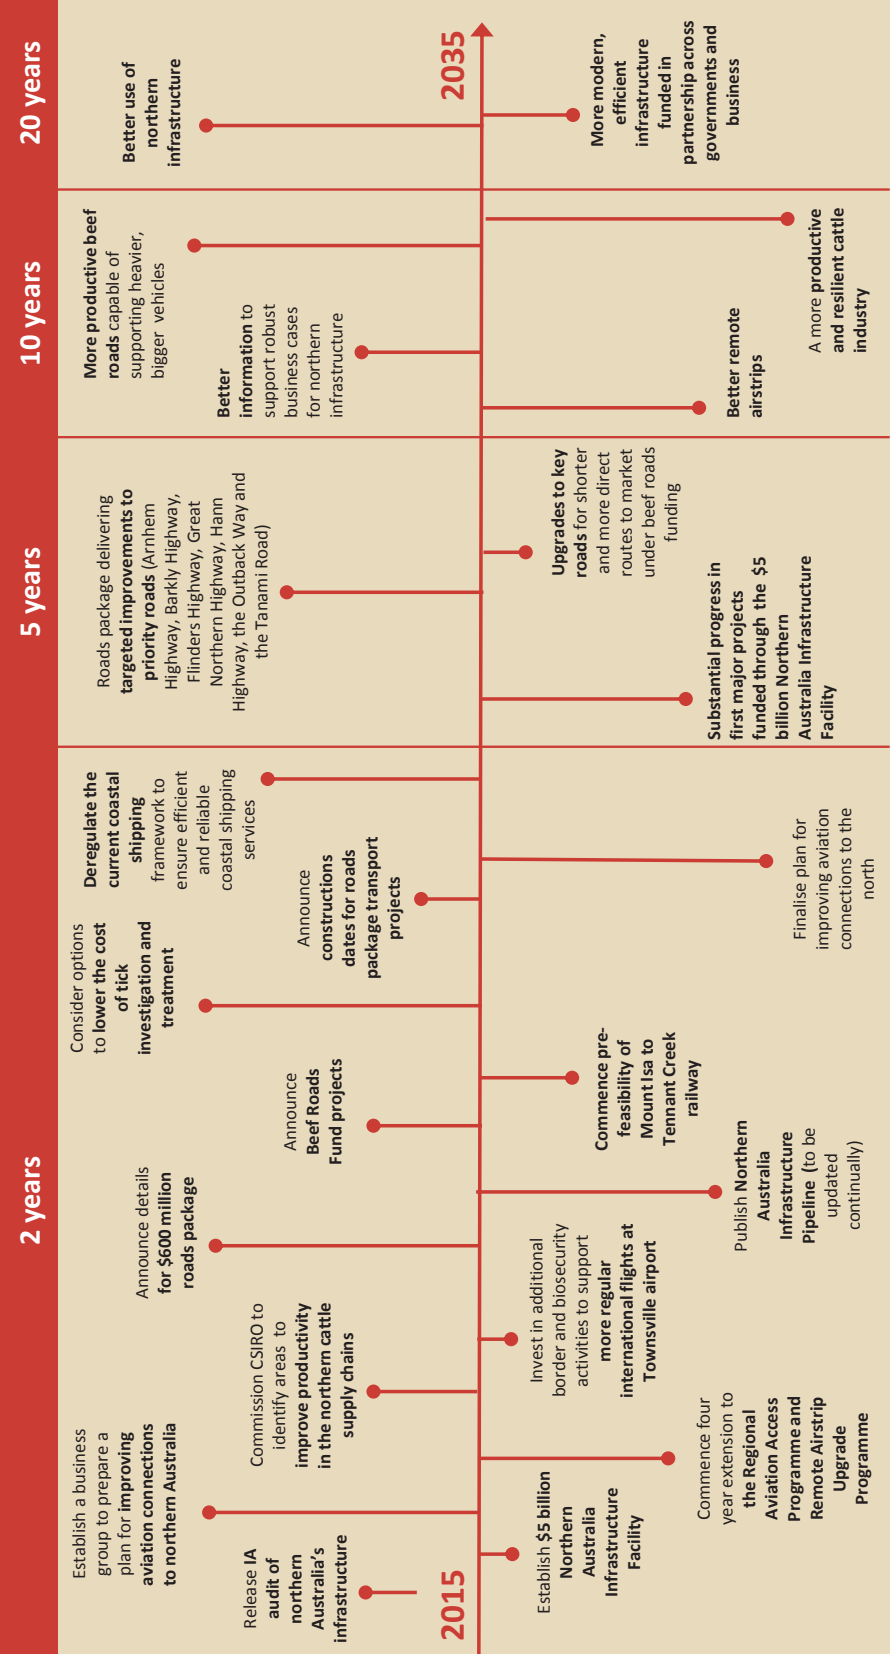 2 years
5 years
10 years
20 years
Establish a business
group to prepare a
plan for improving
aviation connections
to northern Australia
Release IA
audit of
northern
Australia's
infrastructure
Commission CSIRO to
identify areas to
improve productivity
in the northern cattle
supply chains
Announce details
for $600 million
roads package
Announce
Beef Roads
Fund projects
Consider options
to lower the cost
of tick
investigation and
treatment
Announce
constructions
dates for roads
package transport
projects
Deregulate the
current coastal
shipping
framework to
ensure efficient
and reliable
coastal shipping
services
Roads package delivering
targeted improvements to
priority roads (Arnhem
Highway, Barkly Highway,
Flinders Highway, Great
Northern Highway, Hann
Highway, the Outback Way and
the Tanami Road)
Better
information to
support robust
business cases
for northern
infrastructure
More productive beef
roads capable of
supporting heavier,
bigger vehicles
Better use of
northern
infrastructure
2015
2035
Establish $5 billion
Northern
Australia
Infrastructure
Facility
Commence four
year extension to
the Regional
Aviation Access
Programme and
Remote Airstrip
Upgrade
Programme
Invest in additional
border and biosecurity
activities to support
more regular
international flights at
Townsville airport
Publish Northern
Australia
Infrastructure
Pipeline (to be
updated
continually)
Commence pre-
feasibility of
Mount Isa to
Tennant Creek
railway
Finalise plan for
improving aviation
connections to the
north
Substantial progress in
first major projects
funded through the $5
billion Northern
Australia Infrastructure
Facility
Upgrades to key
roads for shorter
and more direct
routes to market
under beef roads
funding
Better remote
airstrips
A more productive
and resilient cattle
industry
More modern,
efficient
infrastructure
funded in
partnership across
governments and
business